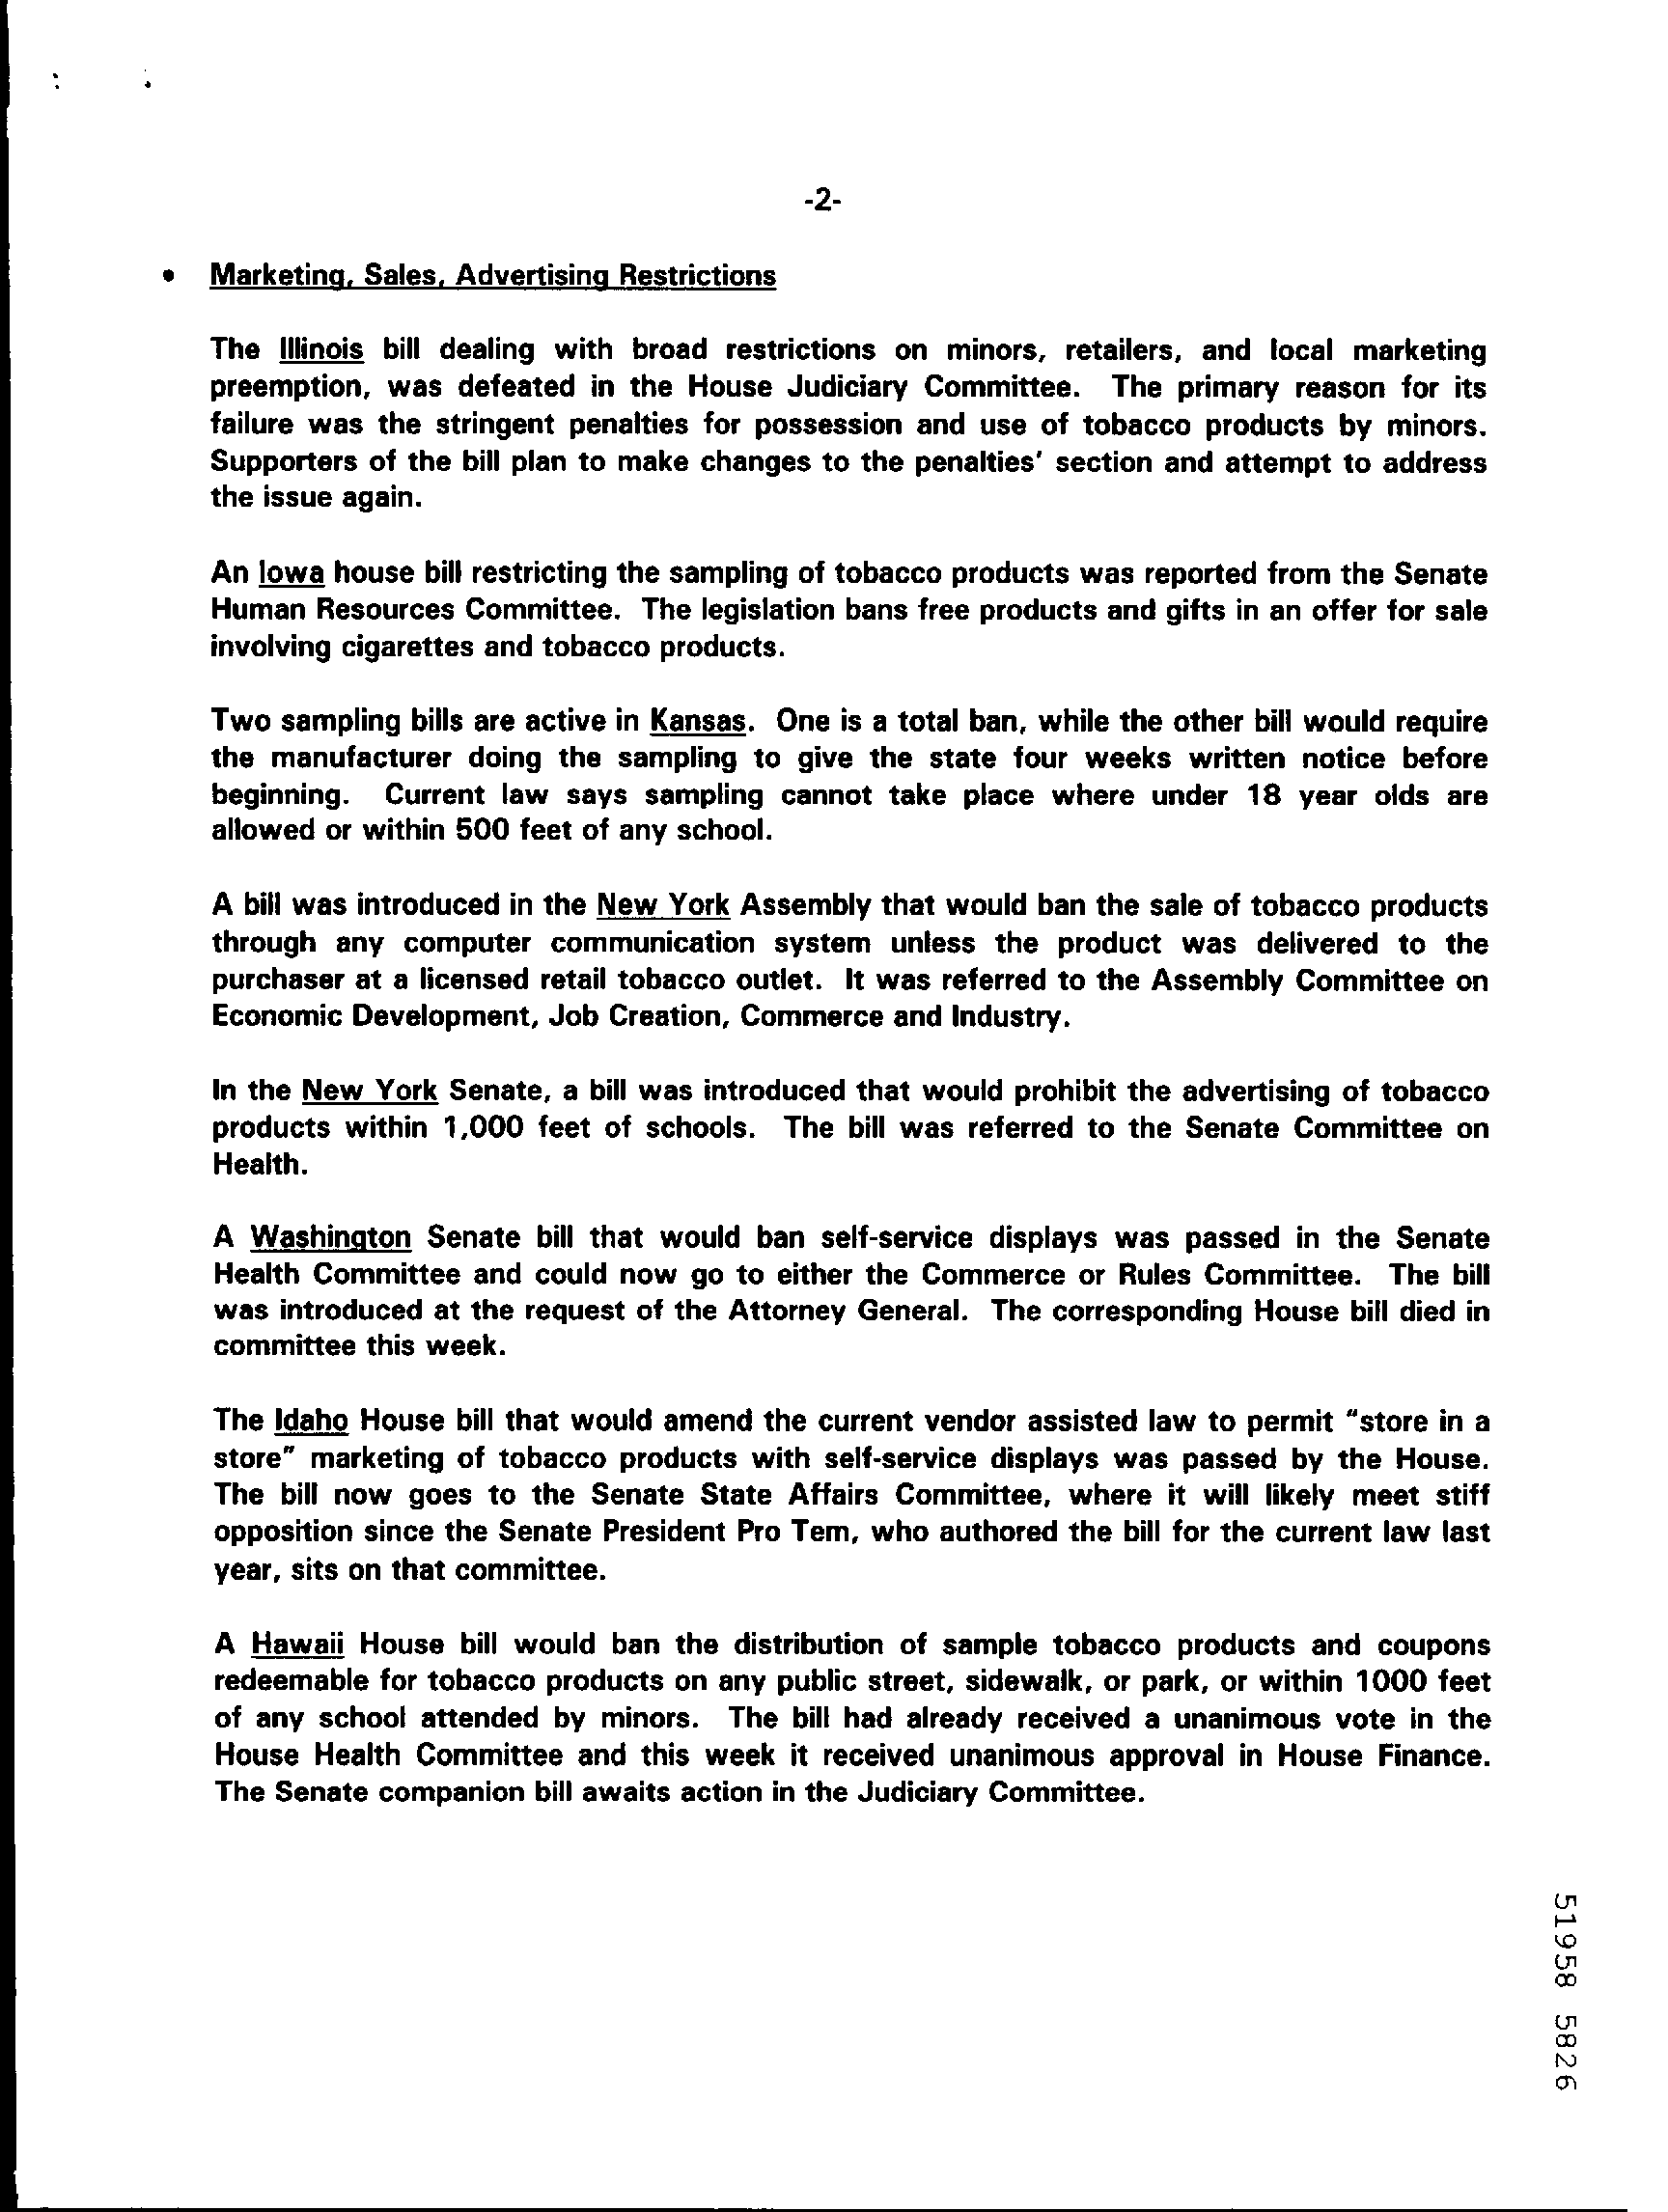 -2-
• Marketing, Sales, Advertising Restrictions
The Illinois bill dealing with broad restrictions on minors, retailers, and local marketing
preemption, was defeated in the House Judiciary Committee. The primary reason for its
failure was the stringent penalties for possession and use of tobacco products by minors.
Supporters of the bill plan to make changes to the penalties' section and attempt to address
the issue again.
An Iowa house bill restricting the sampling of tobacco products was reported from the Senate
Human Resources Committee. The legislation bans free products and gifts in an offer for sale
involving cigarettes and tobacco products.
Two sampling bills are active in Kansas. One is a total ban, while the other bill would require
the manufacturer doing the sampling to give the state four weeks written notice before
beginning. Current law says sampling cannot take place where under 18 year olds are
allowed or within 500 feet of any school.
A bill was introduced in the New York Assembly that would ban the sale of tobacco products
through any computer communication system unless the product was delivered to the
purchaser at a licensed retail tobacco outlet. It was referred to the Assembly Committee on
Economic Development, Job Creation, Commerce and Industry.
In the New York Senate, a bill was introduced that would prohibit the advertising of tobacco
products within 1,000 feet of schools. The bill was referred to the Senate Committee on
Health.
A Washington Senate bill that would ban self-service displays was passed in the Senate
Health Committee and could now go to either the Commerce or Rules Committee. The bill
was introduced at the request of the Attorney General. The corresponding House bill died in
committee this week.
The Idaho House bill that would amend the current vendor assisted law to permit "store in a
store" marketing of tobacco products with self-service displays was passed by the House.
The bill now goes to the Senate State Affairs Committee, where it will likely meet stiff
opposition since the Senate President Pro Tem, who authored the bill for the current law last
year, sits on that committee.
A Hawaii House bill would ban the distribution of sample tobacco products and coupons
redeemable for tobacco products on any public street, sidewalk, or park, or within 1000 feet
of any school attended by minors. The bill had already received a unanimous vote in the
House Health Committee and this week it received unanimous approval in House Finance.
The Senate companion bill awaits action in the Judiciary Committee.
51958 5826